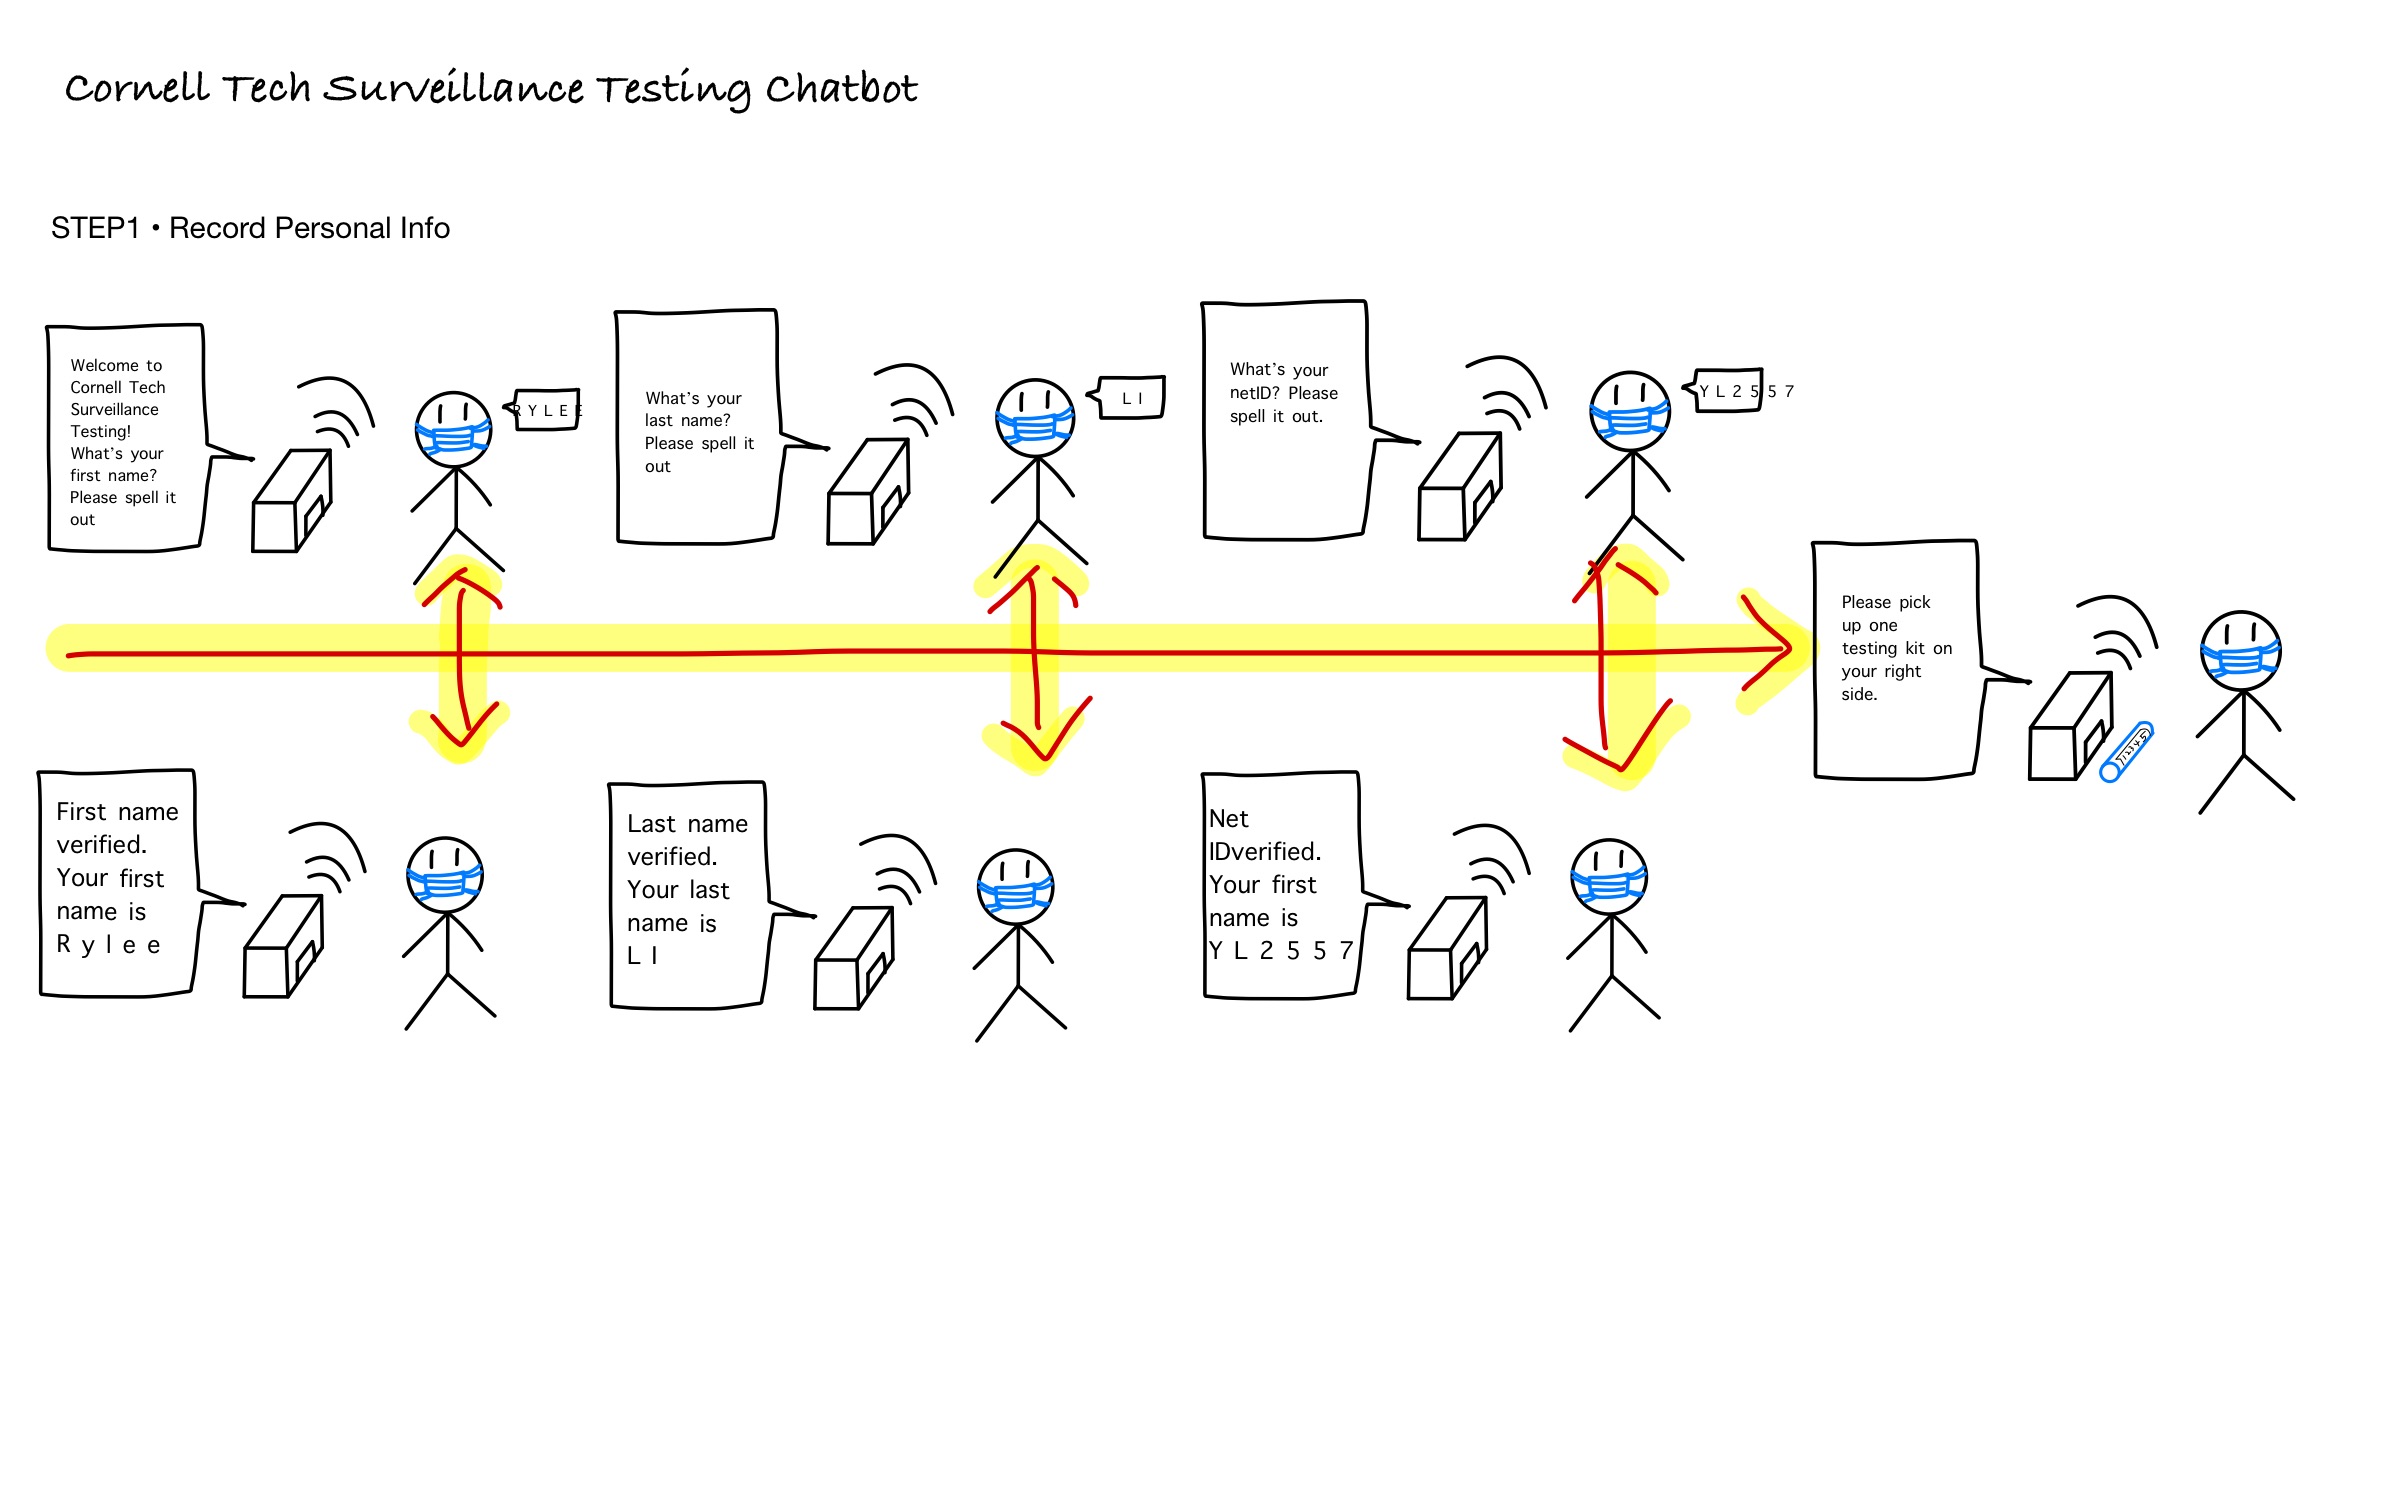 Cornell Tech Surveillance Testing Chatbot
STEP1 • Record Personal Info
Welcome to
Cornell Tech
Surveillance
Testing!
What's your
first name?
Please spell it
out
R Y L E E
What's your
last name?
Please spell it
out
L I
What's your
netID? Please
spell it out.
Y L 2 5 5 7
Please pick
up one
testing kit on
your right
side.
First name
verified.
Your first
name is
R y l e e
Last name
verified.
Your last
name is
L I
Net
IDverified.
Your first
name is
Y L 2 5 5 7